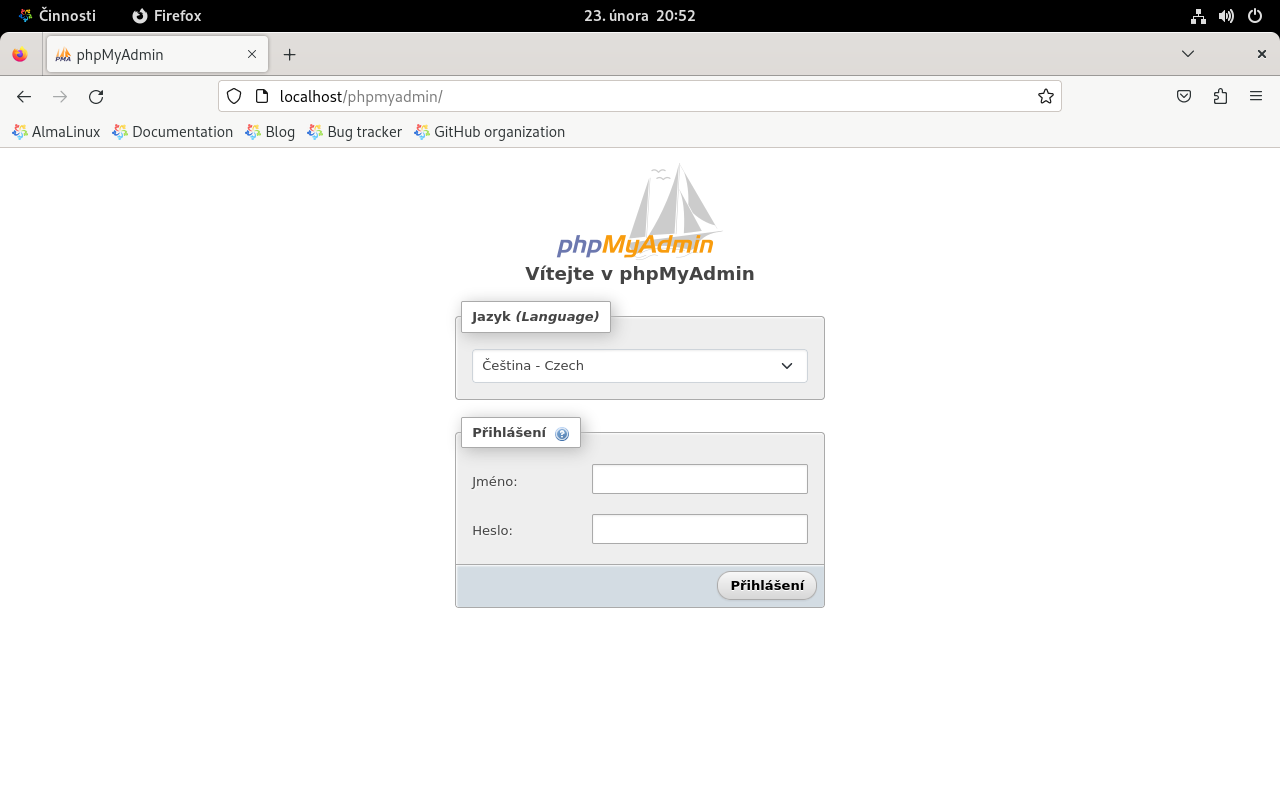 Činnosti Firefox 23. února 20:52
PMA phpMyAdmin
localhost/phpmyadmin/
AlmaLinux Documentation Blog Bug tracker GitHub organization
phpMyAdmin
Vítejte v phpMyAdmin
Jazyk (Language)
Čeština - Czech
Přihlášení
Jméno:
Heslo:
Přihlášení